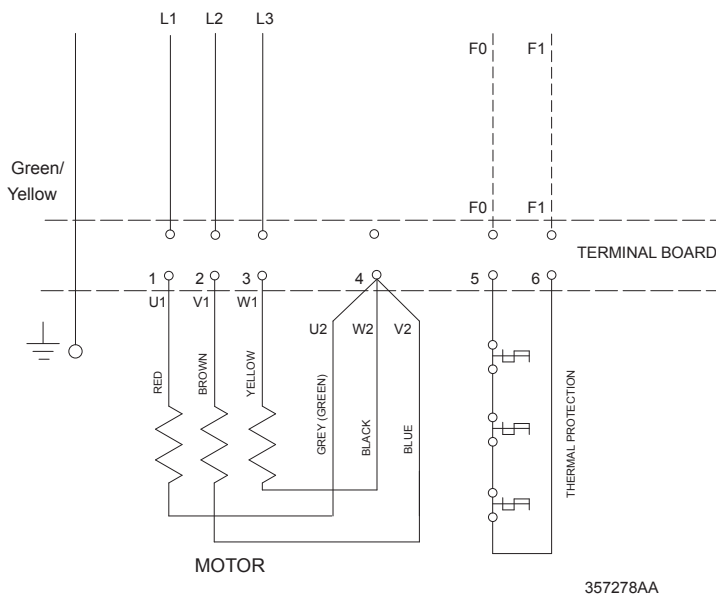 L1 L2 L3
F0 F1
Green/
Yellow
F0 F1
TERMINAL BOARD
1 2 3 4 5 6
U1 V1 W1
U2 W2 V2
RED
BROWN
YELLOW
GREY (GREEN)
BLACK
BLUE
THERMAL PROTECTION
MOTOR
357278AA